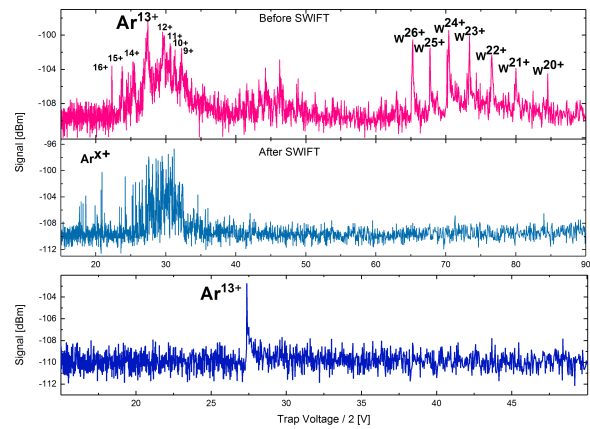 Before SWIFT
Ar13+
12+
11+
10+
9+
14+
15+
16+
W26+
W25+
W24+
W23+
W22+
W21+
W20+
-100
-104
-108
Signal [dBm]
-96
-100
-104
-108
-112
ArX+
After SWIFT
20 30 40 50 60 70 80 90
-104
-106
-108
-110
-112
Signal [dBm]
Ar13+
20 25 30 35 40 45
Trap Voltage / 2 [V]